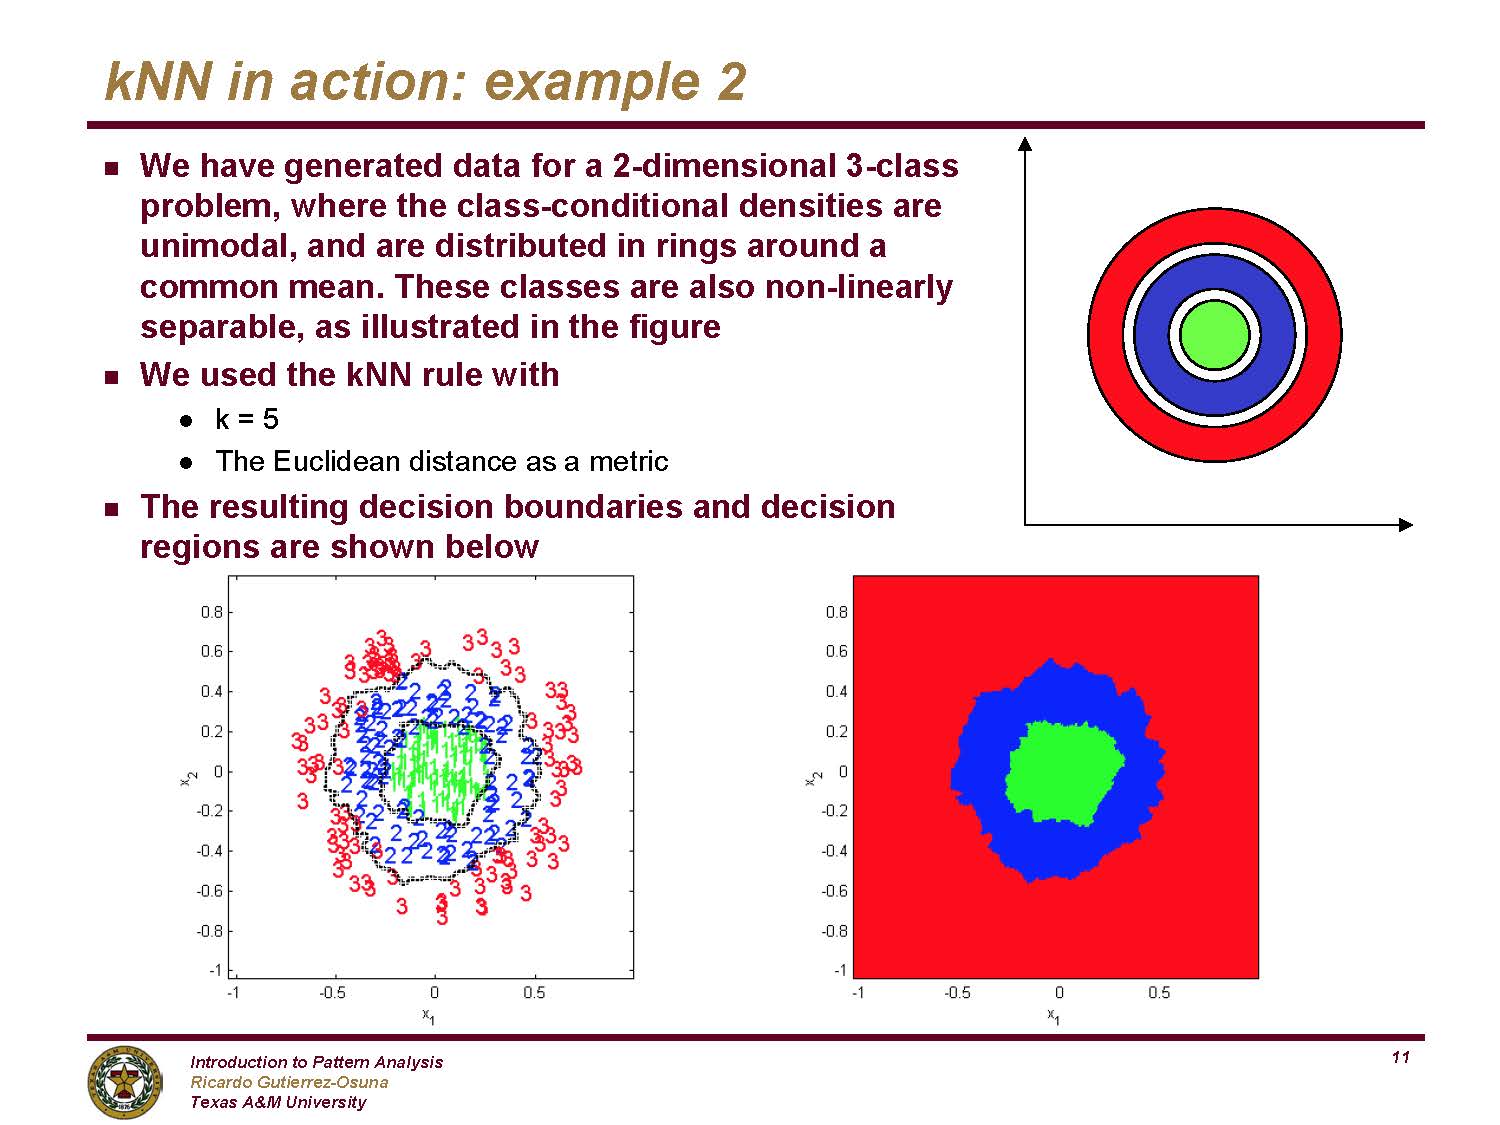 kNN in action: example 2
We have generated data for a 2-dimensional 3-class
problem, where the class-conditional densities are
unimodal, and are distributed in rings around a
common mean. These classes are also non-linearly
separable, as illustrated in the figure
We used the kNN rule with
k = 5
The Euclidean distance as a metric
The resulting decision boundaries and decision
regions are shown below
0.8
0.6
0.4
0.2
0
-0.2
-0.4
-0.6
-0.8
-1
x2
-1 -0.5 0 0.5
x1
0.8
0.6
0.4
0.2
0
-0.2
-0.4
-0.6
-0.8
-1
x2
-1 -0.5 0 0.5
x1
Introduction to Pattern Analysis
Ricardo Gutierrez-Osuna
Texas A&M University
11